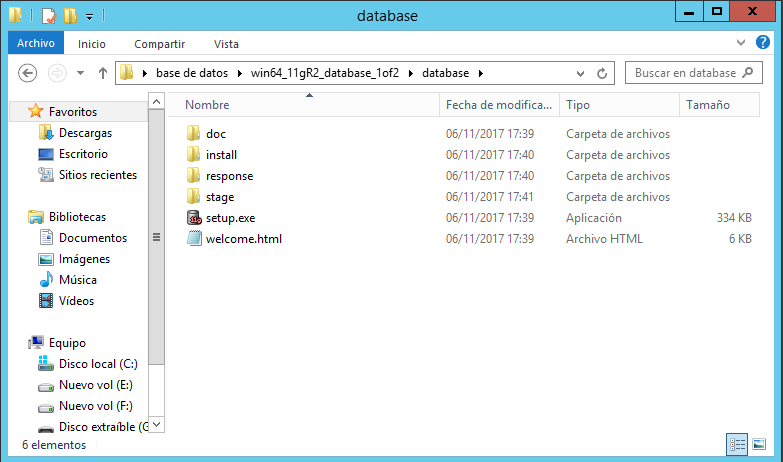 database
Archivo Inicio Compartir Vista
base de datos win64_11gR2_database_1of2 database Buscar en database
Favoritos
Descargas
Escritorio
Sitios recientes
Bibliotecas
Documentos
Imágenes
Música
Vídeos
Equipo
Disco local (C:)
Nuevo vol (E:)
Nuevo vol (F:)
Disco extraíble (G
Nombre Fecha de modifica... Tipo Tamaño
doc 06/11/2017 17:39 Carpeta de archivos
install 06/11/2017 17:40 Carpeta de archivos
response 06/11/2017 17:40 Carpeta de archivos
stage 06/11/2017 17:41 Carpeta de archivos
setup.exe 06/11/2017 17:39 Aplicación 334 KB
welcome.html 06/11/2017 17:39 Archivo HTML 6 KB
6 elementos